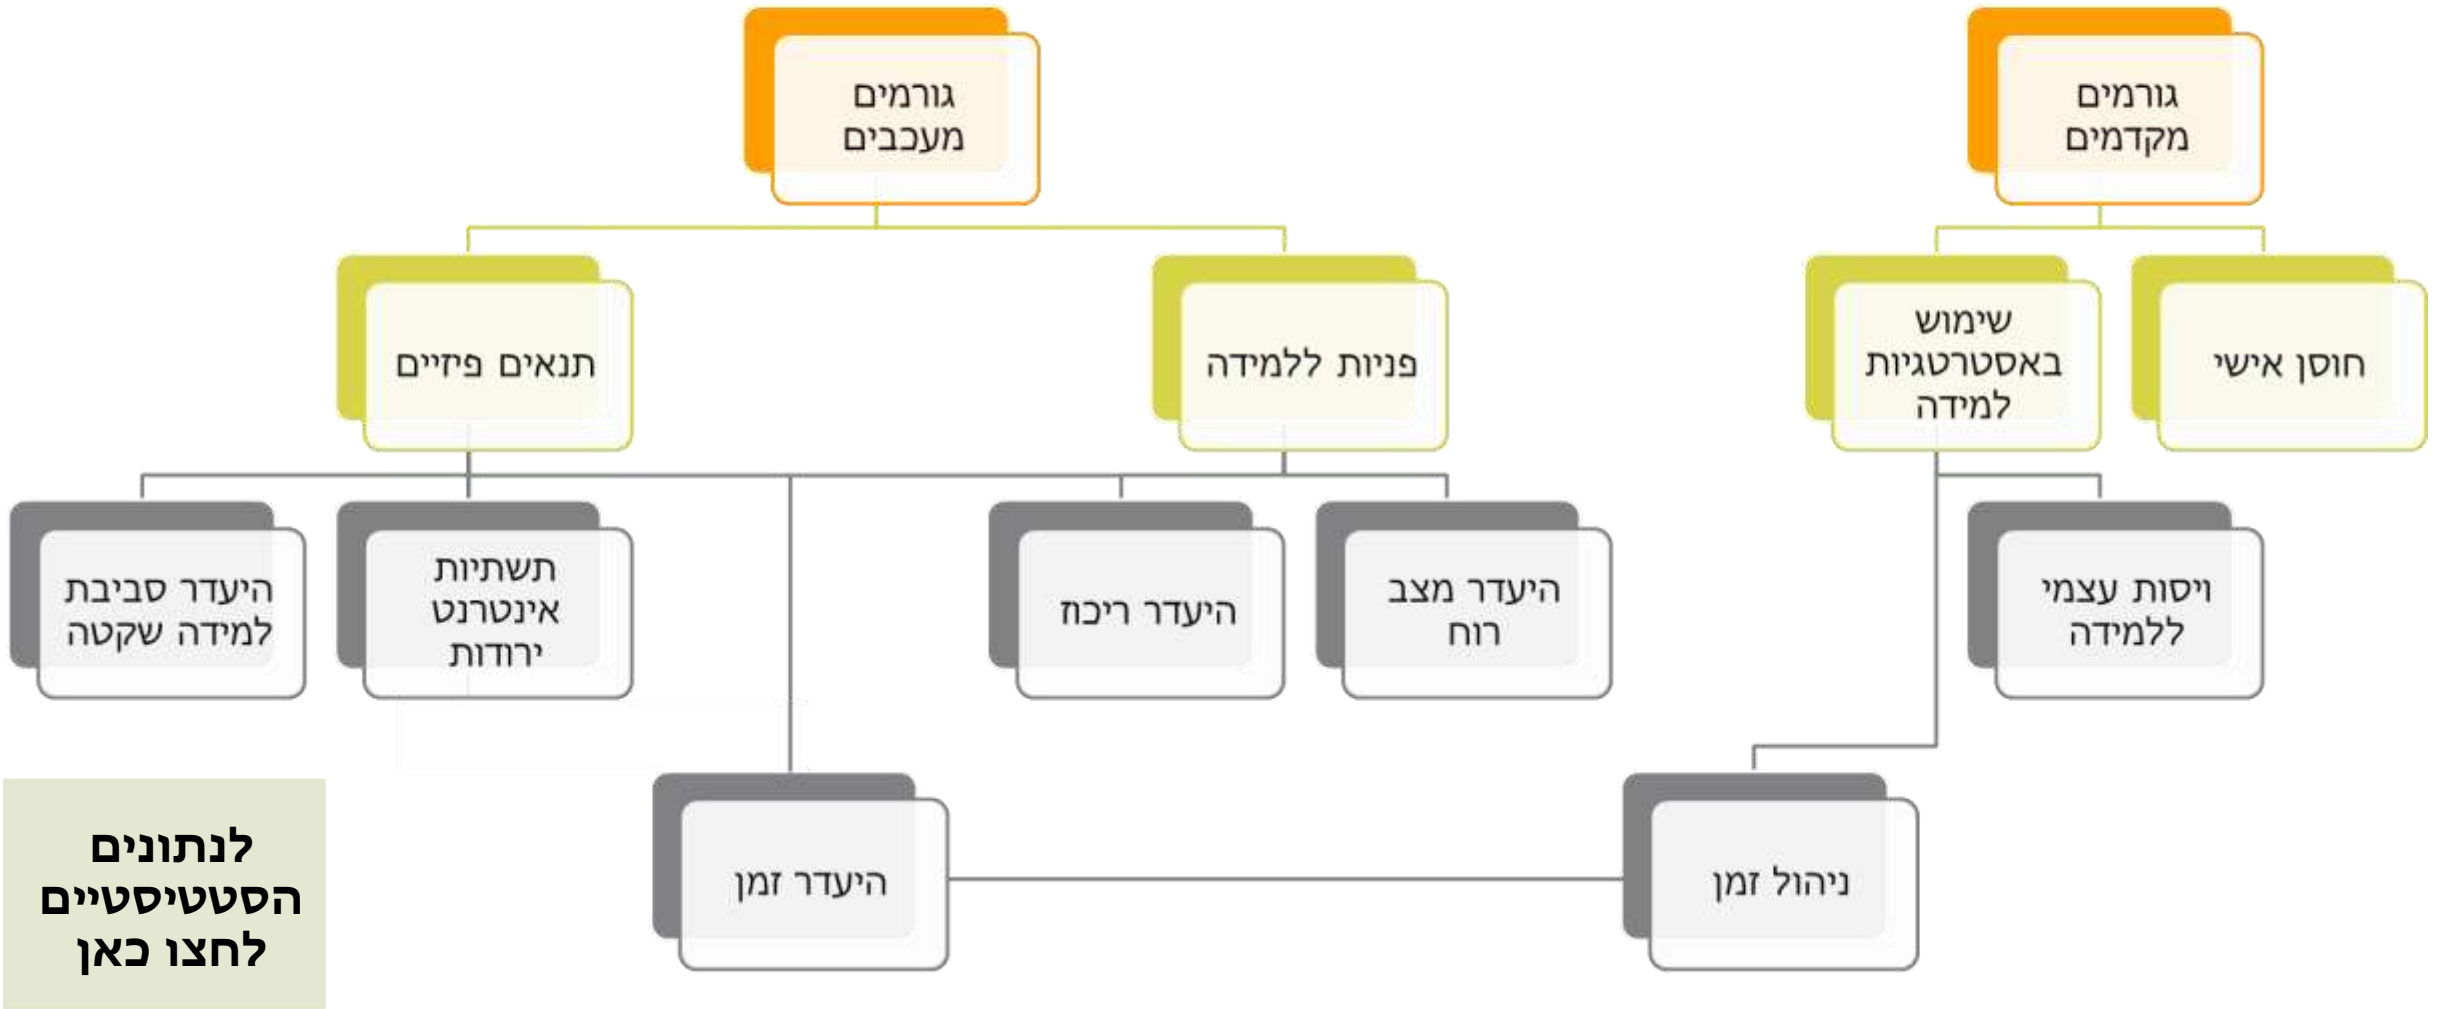 גורמים
מקדמים
גורמים
מעכבים
חוסן אישי
שימוש
באסטרטגיות
למידה
פניות ללמידה
תנאים פיזיים
ויסות עצמי
ללמידה
היעדר מצב
רוח
היעדר ריכוז
תשתיות
אינטרנט
ירודות
היעדר סביבת
למידה שקטה
ניהול זמן
היעדר זמן
לנתונים
הסטטיסטיים
לחצו כאן